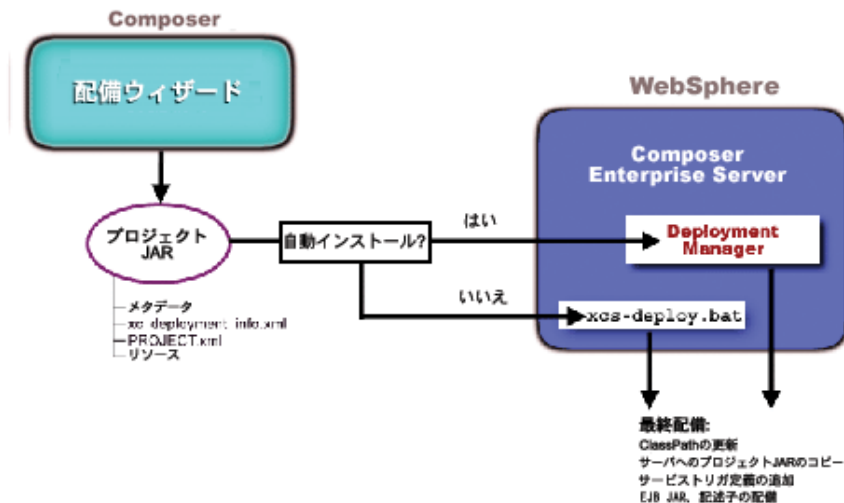 Composer
配備ウィザード
WebSphere
Composer
Enterprise Server
プロジェクト
JAR
自動インストール?
はい
Deployment
Manager
いいえ
xcs-deploy.bat
メタデータ
xc_deployment_info.xml
PROJECT.xml
リソース
最終配備:
ClassPathの更新
サーバへのプロジェクトJARのコピー
サービストリガ定義の追加
EJB JAR、記述子の配備